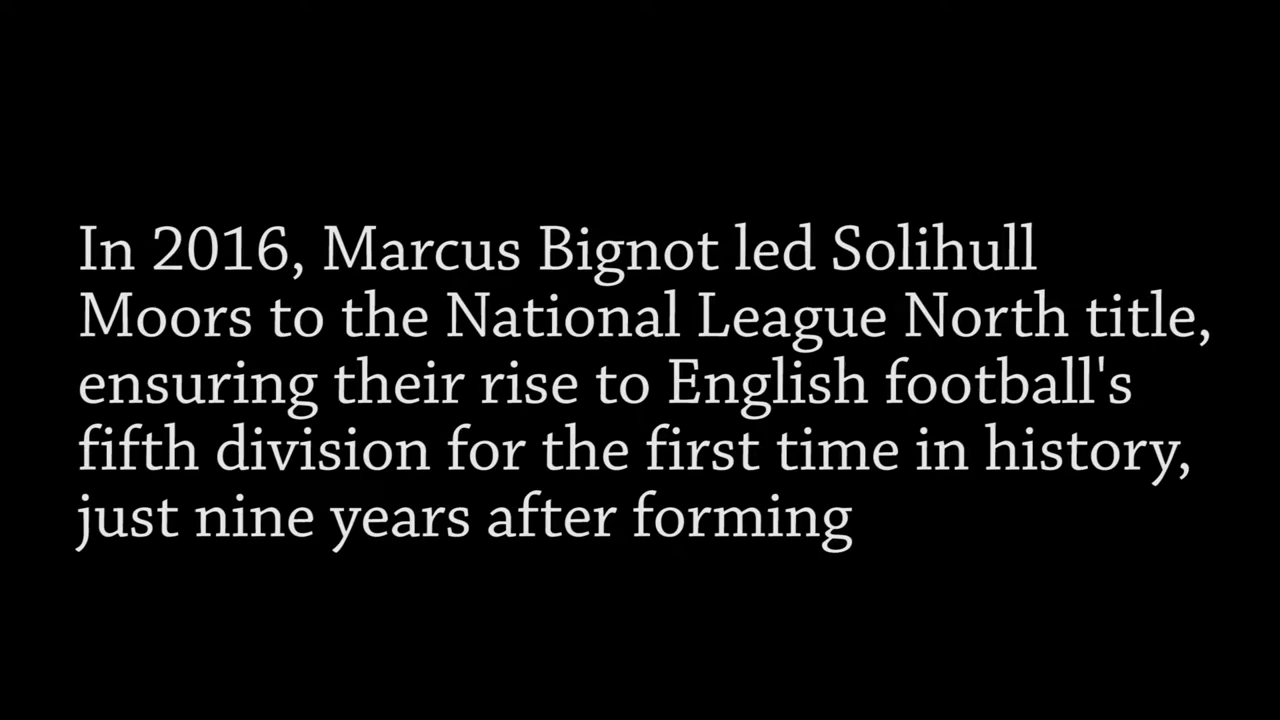 In 2016, Marcus Bignot led Solihull
Moors to the National League North title,
ensuring their rise to English football's
fifth division for the first time in history,
just nine years after forming